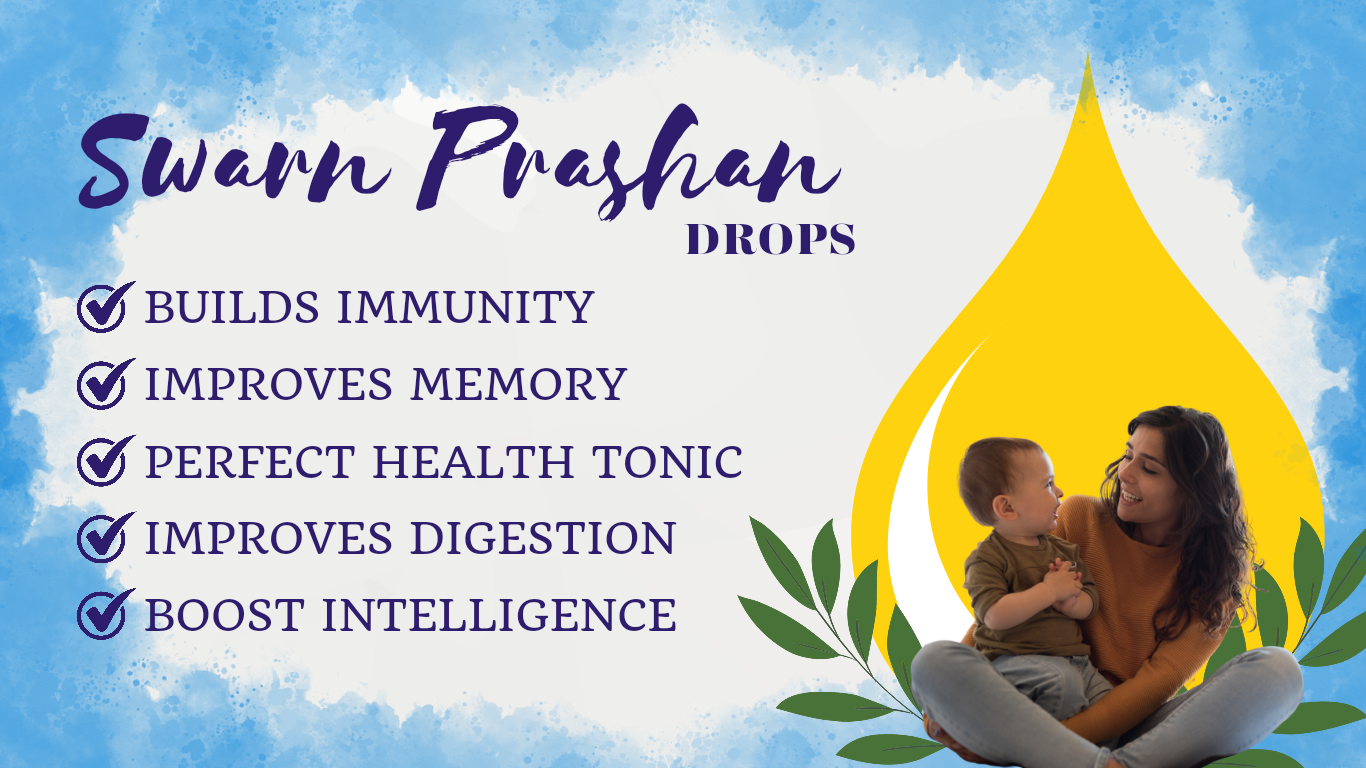 Swarn Prashan
DROPS
BUILDS IMMUNITY
IMPROVES MEMORY
PERFECT HEALTH TONIC
IMPROVES DIGESTION
BOOST INTELLIGENCE